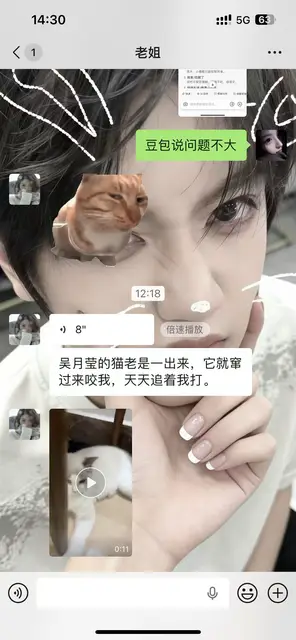 14:30
5G
63
1
老姐
豆包说问题不大
12:18
8"
倍速播放
吴月莹的猫老是一出来，它就窜
过来咬我，天天追着我打。
0:11